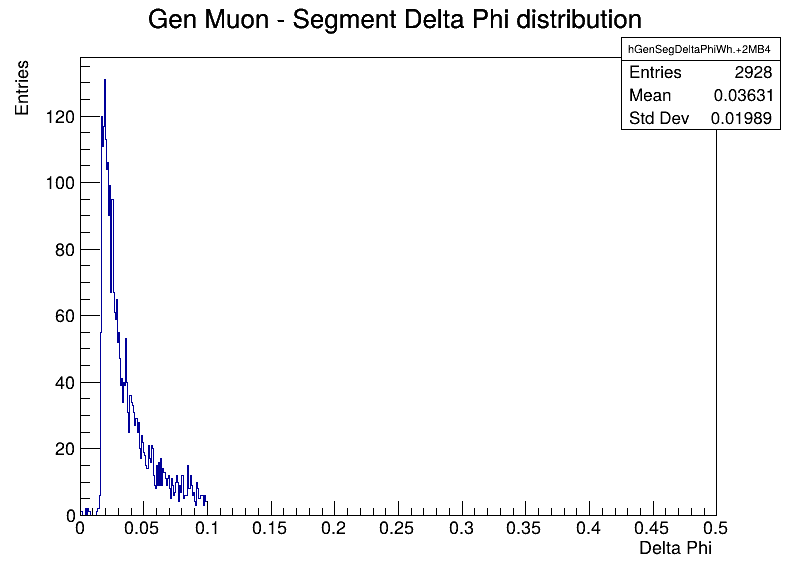 Gen Muon - Segment Delta Phi distribution
hGenSegDeltaPhiWh.+2MB4
Entries 2928
Mean 0.03631
Std Dev 0.01989
Entries
120
100
80
60
40
20
0
0 0.05 0.1 0.15 0.2 0.25 0.3 0.35 0.4 0.45 0.5
Delta Phi